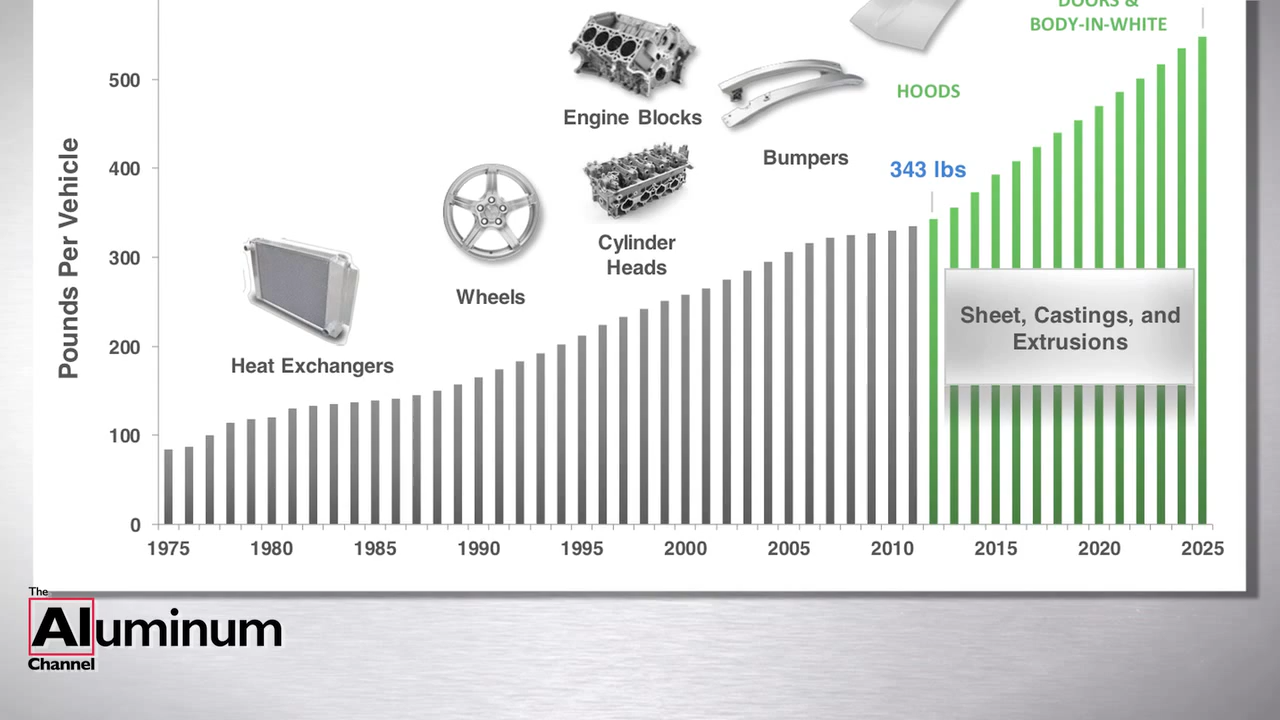 DOORS &
BODY-IN-WHITE
500
HOODS
Engine Blocks
Bumpers
400
343 lbs
Pounds Per Vehicle
Cylinder
Heads
300
Wheels
Sheet, Castings, and
Extrusions
200
Heat Exchangers
100
0
1975 1980 1985 1990 1995 2000 2005 2010 2015 2020 2025
The
Aluminum
Channel